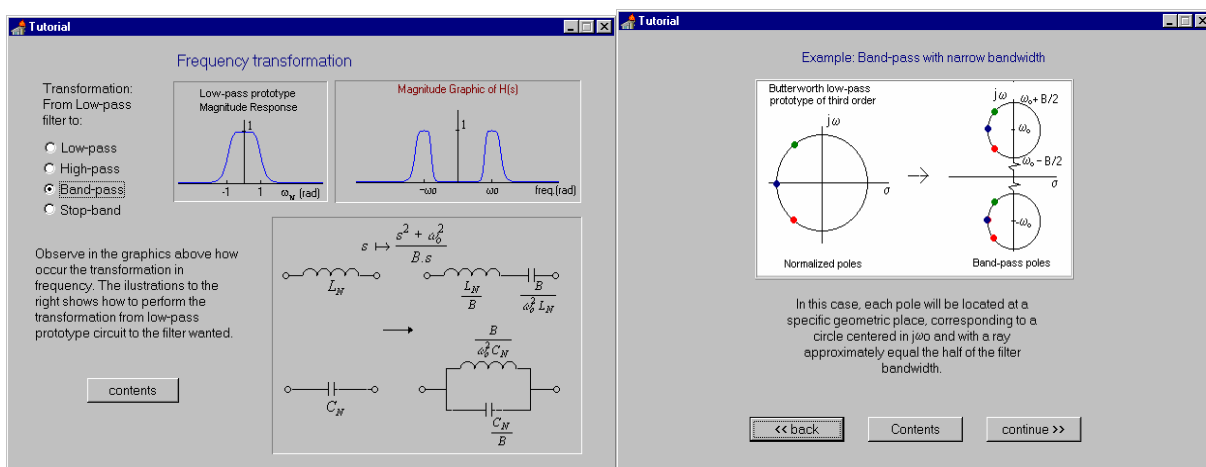 Tutorial
Frequency transformation
Transformation:
From Low-pass
filter to:
Low-pass
High-pass
Band-pass
Stop-band
Low-pass prototype
Magnitude Response
1
-1
1
ω_N (rad)
Magnitude Graphic of H(s)
1
-ωo
ωo
freq.(rad)
Observe in the graphics above how
occur the transformation in
frequency. The ilustrations to the
right shows how to perform the
transformation from low-pass
prototype circuit to the filter wanted.
contents
s ↦ (s² + ω₀²) / (B.s)
L_N
L_N / B
B / (ω₀² L_N)
B / (ω₀² C_N)
C_N
C_N / B
Tutorial
Example: Band-pass with narrow bandwidth
Butterworth low-pass
prototype of third order
jω
σ
Normalized poles
jω
ω₀+ B/2
ω₀
ω₀ - B/2
σ
-ω₀
Band-pass poles
In this case, each pole will be located at a
specific geometric place, corresponding to a
circle centered in jωo and with a ray
approximately equal the half of the filter
bandwidth.
<< back
Contents
continue >>